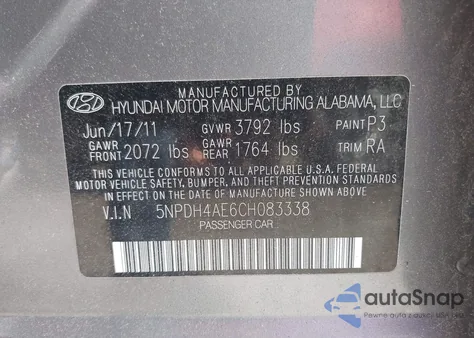 MANUFACTURED BY
HYUNDAI MOTOR MANUFACTURING ALABAMA, LLC
Jun/17/11 GVWR 3792 lbs PAINT P3
GAWR FRONT 2072 lbs GAWR REAR 1764 lbs TRIM RA
THIS VEHICLE CONFORMS TO ALL APPLICABLE U.S.A. FEDERAL
MOTOR VEHICLE SAFETY, BUMPER, AND THEFT PREVENTION
STANDARDS IN EFFECT ON THE DATE OF MANUFACTURE SHOWN ABOVE.
V.I.N 5NPDH4AE6CH083338
PASSENGER CAR
autoSnap